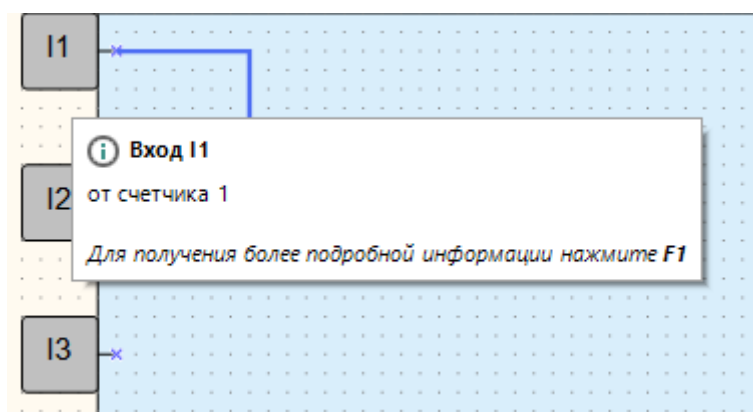 I1
Вход I1
I2
от счетчика 1
Для получения более подробной информации нажмите F1
I3